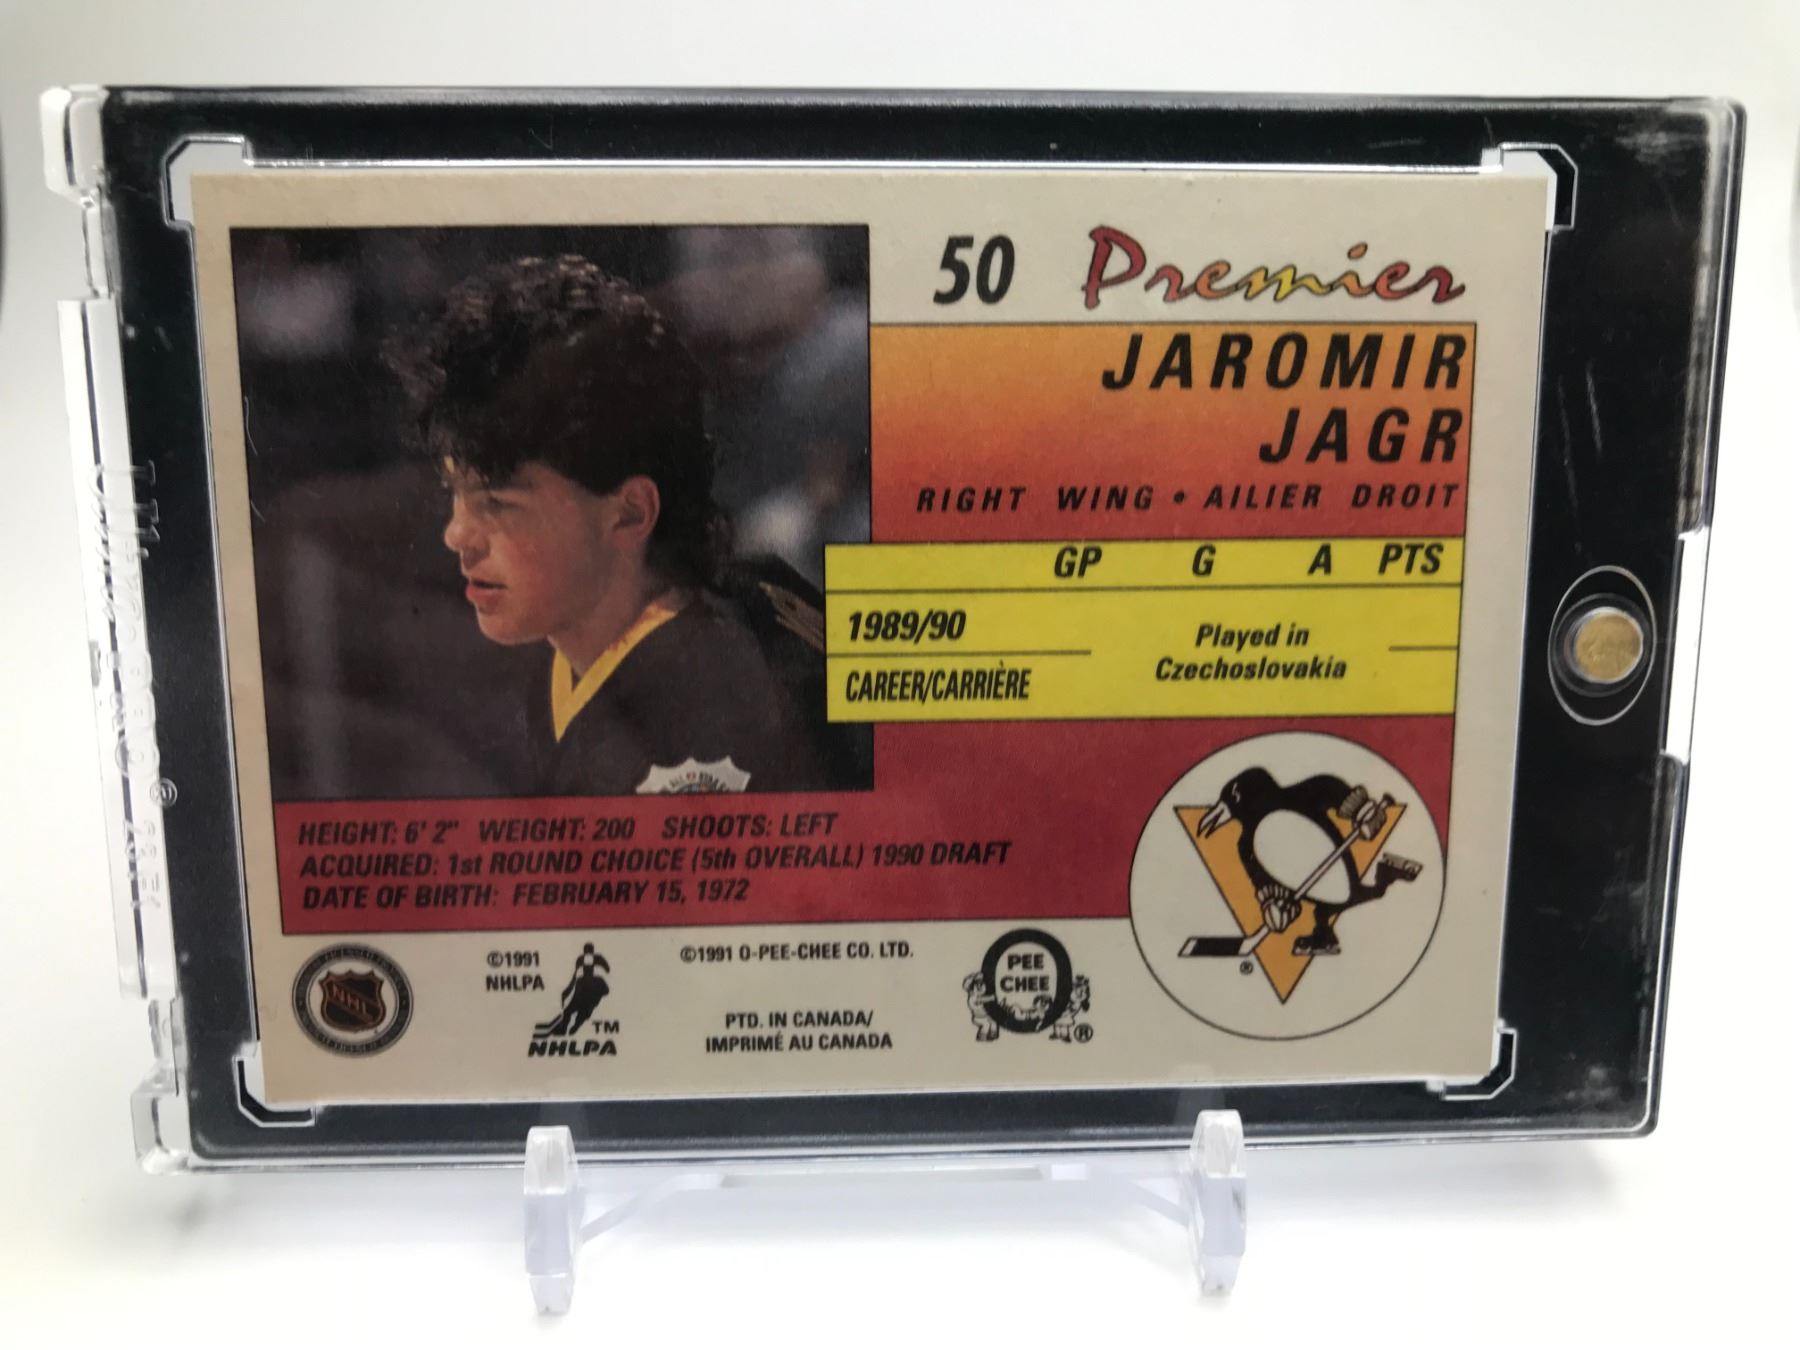 50 Premier
JAROMIR
JAGR
RIGHT WING • AILIER DROIT
GP G A PTS
1989/90
Played in
Czechoslovakia
CAREER/CARRIÈRE
HEIGHT: 6' 2" WEIGHT: 200 SHOOTS: LEFT
ACQUIRED: 1st ROUND CHOICE (5th OVERALL) 1990 DRAFT
DATE OF BIRTH: FEBRUARY 15, 1972
NHL
©1991
NHLPA
TM
NHLPA
©1991 O-PEE-CHEE CO. LTD.
PTD. IN CANADA/
IMPRIMÉ AU CANADA
O
PEE
CHEE
®
®